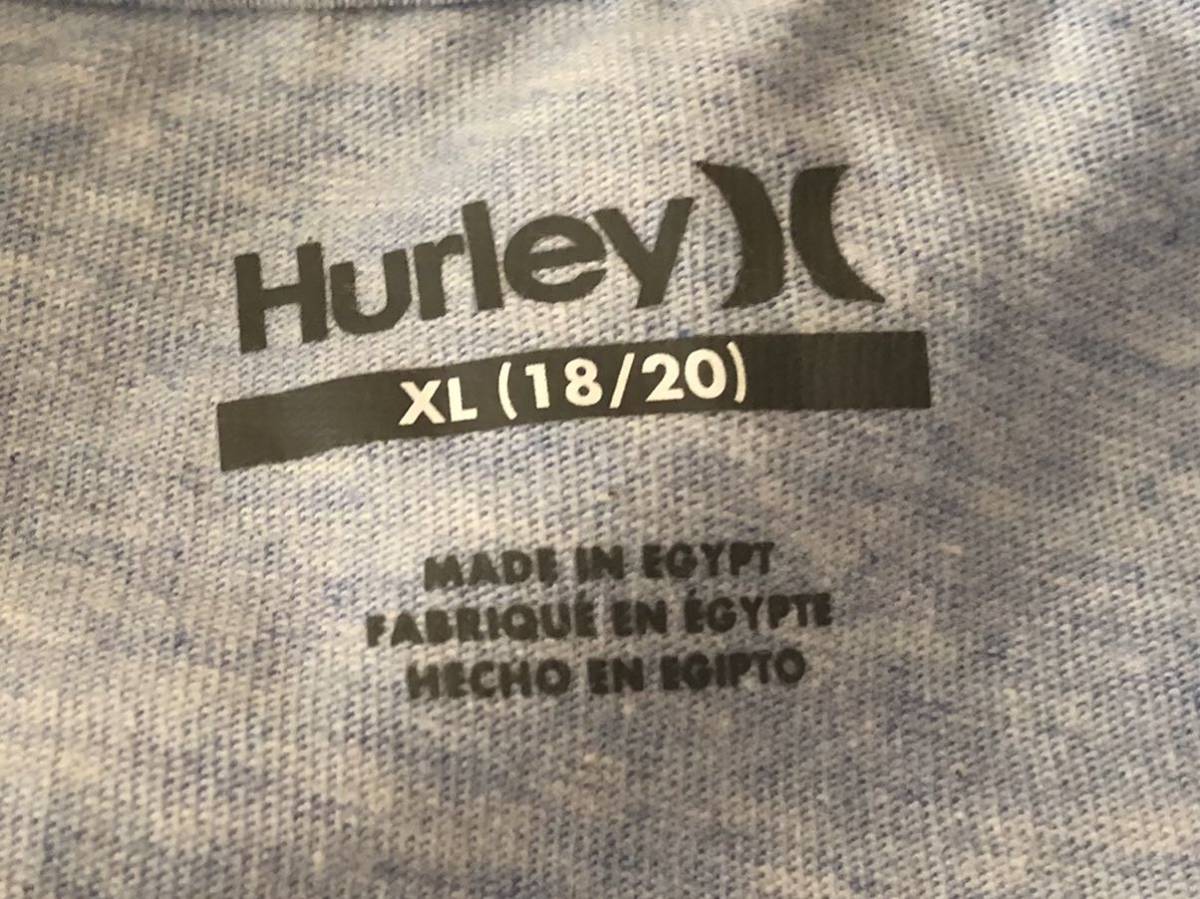 Hurley
XL (18/20)
MADE IN EGYPT
FABRIQUÉ EN ÉGYPTE
HECHO EN EGIPTO